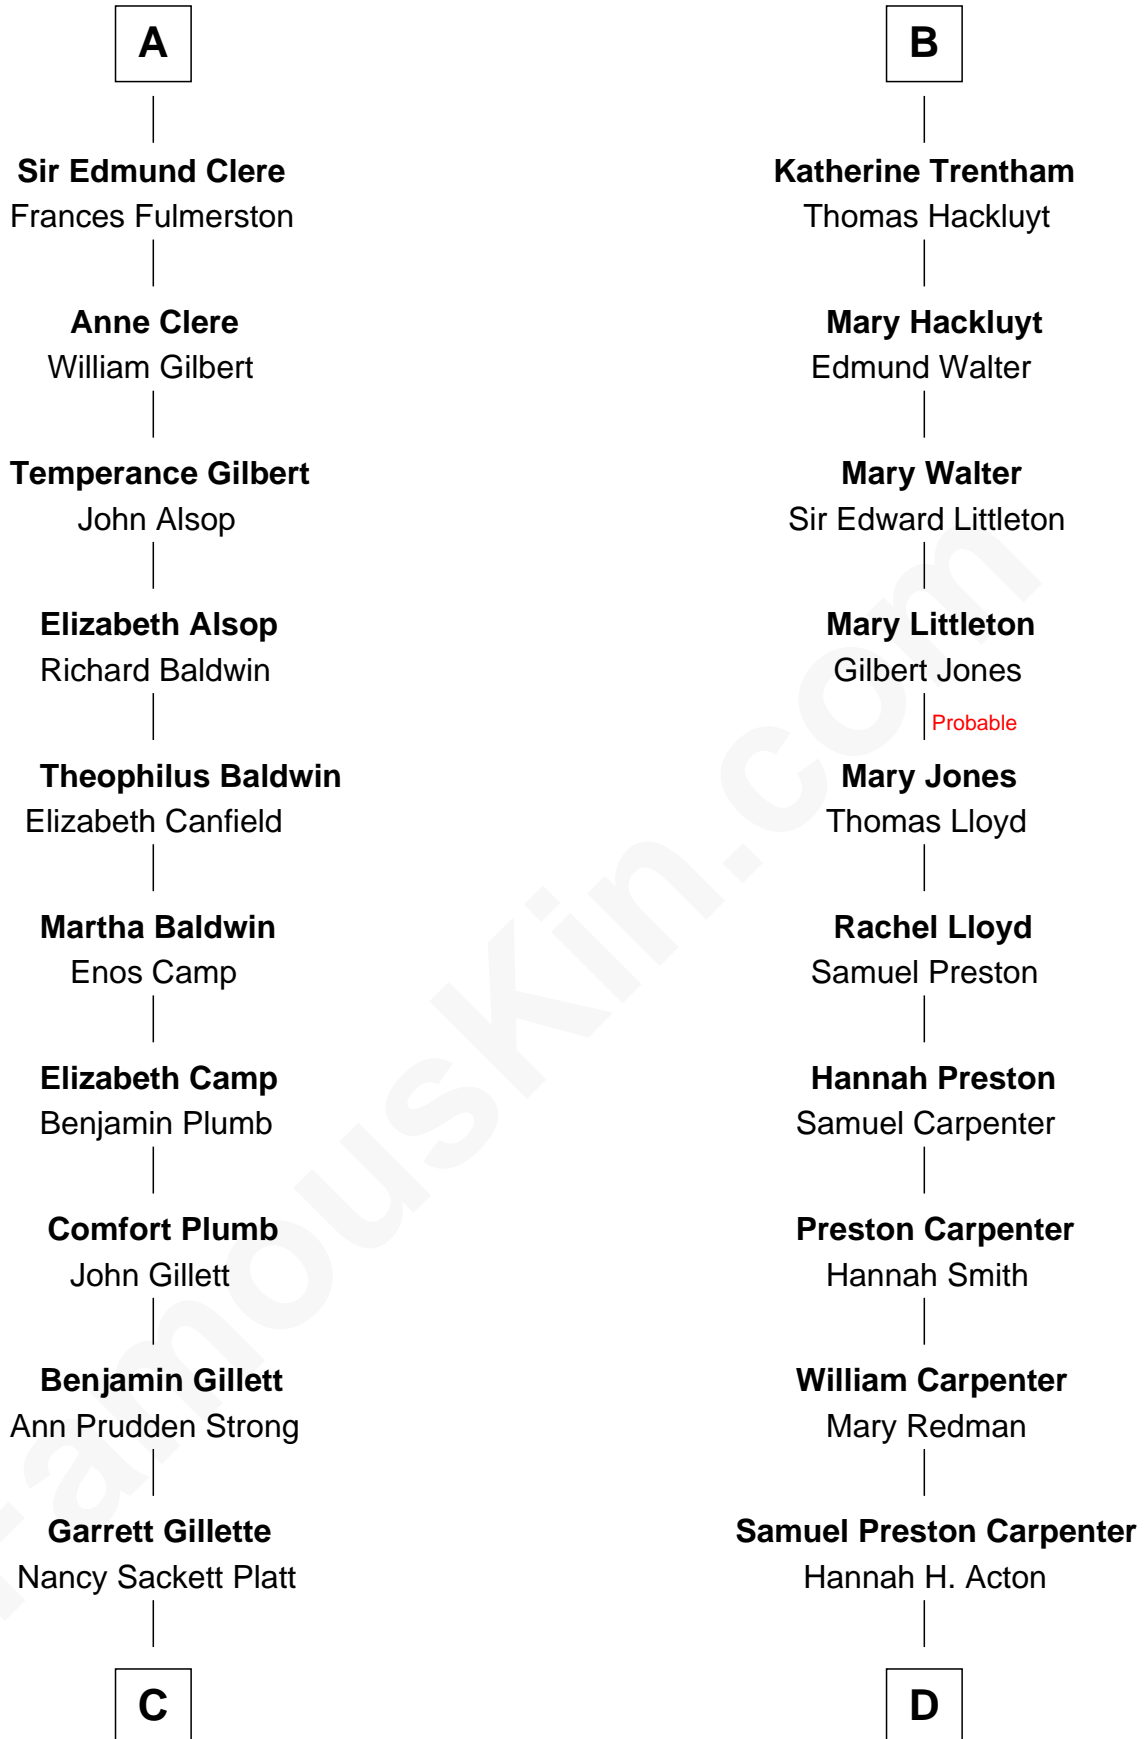 A
Sir Edmund Clere
Frances Fulmerston
Anne Clere
William Gilbert
Temperance Gilbert
John Alsop
Elizabeth Alsop
Richard Baldwin
Theophilus Baldwin
Elizabeth Canfield
Martha Baldwin
Enos Camp
Elizabeth Camp
Benjamin Plumb
Comfort Plumb
John Gillett
Benjamin Gillett
Ann Prudden Strong
Garrett Gillette
Nancy Sackett Platt
C
B
Katherine Trentham
Thomas Hackluyt
Mary Hackluyt
Edmund Walter
Mary Walter
Sir Edward Littleton
Mary Littleton
Gilbert Jones
Probable
Mary Jones
Thomas Lloyd
Rachel Lloyd
Samuel Preston
Hannah Preston
Samuel Carpenter
Preston Carpenter
Hannah Smith
William Carpenter
Mary Redman
Samuel Preston Carpenter
Hannah H. Acton
D
FamousKin.com